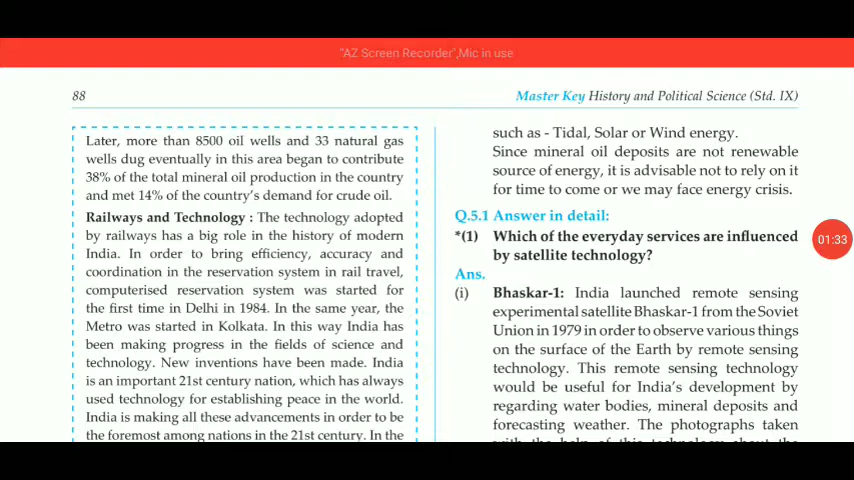 "AZ Screen Recorder",Mic in use
88
Master Key History and Political Science (Std. IX)
Later, more than 8500 oil wells and 33 natural gas
wells dug eventually in this area began to contribute
38% of the total mineral oil production in the country
and met 14% of the country's demand for crude oil.
Railways and Technology : The technology adopted
by railways has a big role in the history of modern
India. In order to bring efficiency, accuracy and
coordination in the reservation system in rail travel,
computerised reservation system was started for
the first time in Delhi in 1984. In the same year, the
Metro was started in Kolkata. In this way India has
been making progress in the fields of science and
technology. New inventions have been made. India
is an important 21st century nation, which has always
used technology for establishing peace in the world.
India is making all these advancements in order to be
the foremost among nations in the 21st century. In the
such as - Tidal, Solar or Wind energy.
Since mineral oil deposits are not renewable
source of energy, it is advisable not to rely on it
for time to come or we may face energy crisis.
Q.5.1 Answer in detail:
*(1) Which of the everyday services are influenced
by satellite technology?
Ans.
(i) Bhaskar-1: India launched remote sensing
experimental satellite Bhaskar-1 from the Soviet
Union in 1979 in order to observe various things
on the surface of the Earth by remote sensing
technology. This remote sensing technology
would be useful for India's development by
regarding water bodies, mineral deposits and
forecasting weather. The photographs taken
with the help of this technology about the
01:33